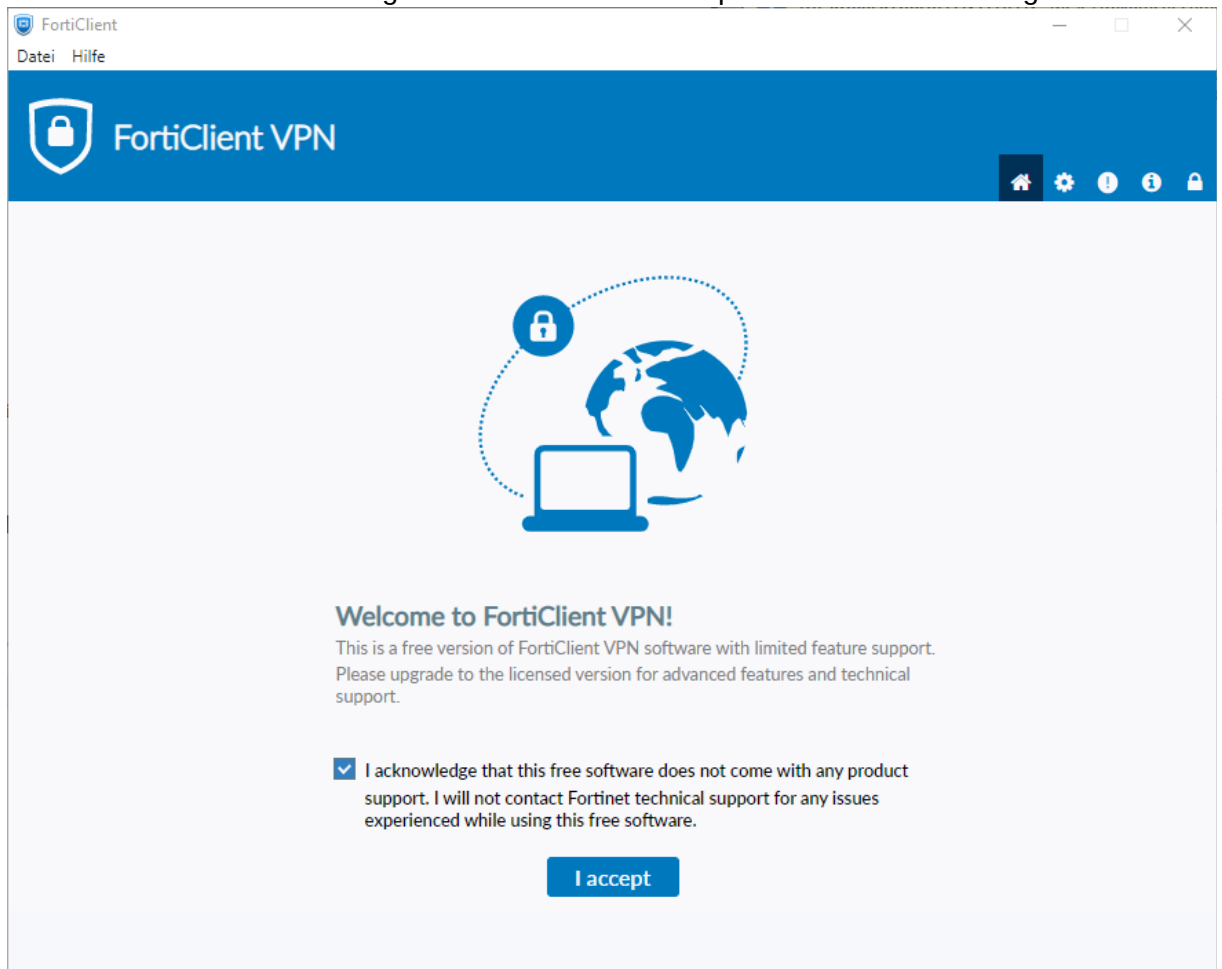 FortiClient
Datei Hilfe
FortiClient VPN
Welcome to FortiClient VPN!
This is a free version of FortiClient VPN software with limited feature support.
Please upgrade to the licensed version for advanced features and technical
support.
I acknowledge that this free software does not come with any product
support. I will not contact Fortinet technical support for any issues
experienced while using this free software.
I accept